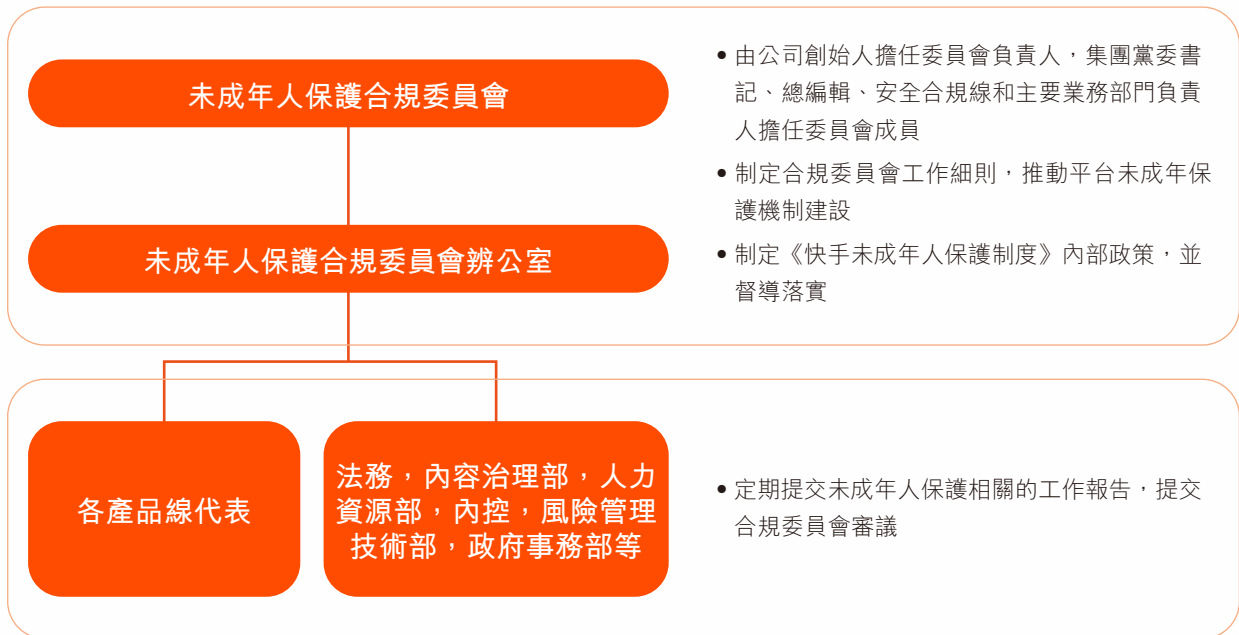 未成年人保護合規委員會
未成年人保護合規委員會辦公室
• 由公司創始人擔任委員會負責人，集團黨委書
記、總編輯、安全合規線和主要業務部門負責
人擔任委員會成員
• 制定合規委員會工作細則，推動平台未成年保
護機制建設
• 制定《快手未成年人保護制度》內部政策，並
督導落實
各產品線代表
法務，內容治理部，人力
資源部，內控，風險管理
技術部，政府事務部等
• 定期提交未成年人保護相關的工作報告，提交
合規委員會審議